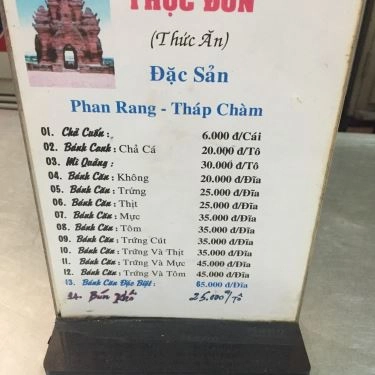 THỰC ĐƠN
(Thức Ăn)
Đặc Sản
Phan Rang - Tháp Chàm
01. Chả Cuốn: 6.000 đ/Cái
02. Bánh Canh: Chả Cá 20.000 đ/Tô
03. Mì Quảng: 30.000 đ/Tô
04. Bánh Căn: Không 20.000 đ/Đĩa
05. Bánh Căn: Trứng 25.000 đ/Đĩa
06. Bánh Căn: Thịt 25.000 đ/Đĩa
07. Bánh Căn: Mực 35.000 đ/Đĩa
08. Bánh Căn: Tôm 35.000 đ/Đĩa
09. Bánh Căn: Trứng Cút 35.000 đ/Đĩa
10. Bánh Căn: Trứng Và Thịt 35.000 đ/Đĩa
11. Bánh Căn: Trứng Và Mực 45.000 đ/Đĩa
12. Bánh Căn: Trứng Và Tôm 45.000 đ/Đĩa
13. Bánh Căn Đặc Biệt: 65.000 đ/Đĩa
Bún 25.000đ/Tô